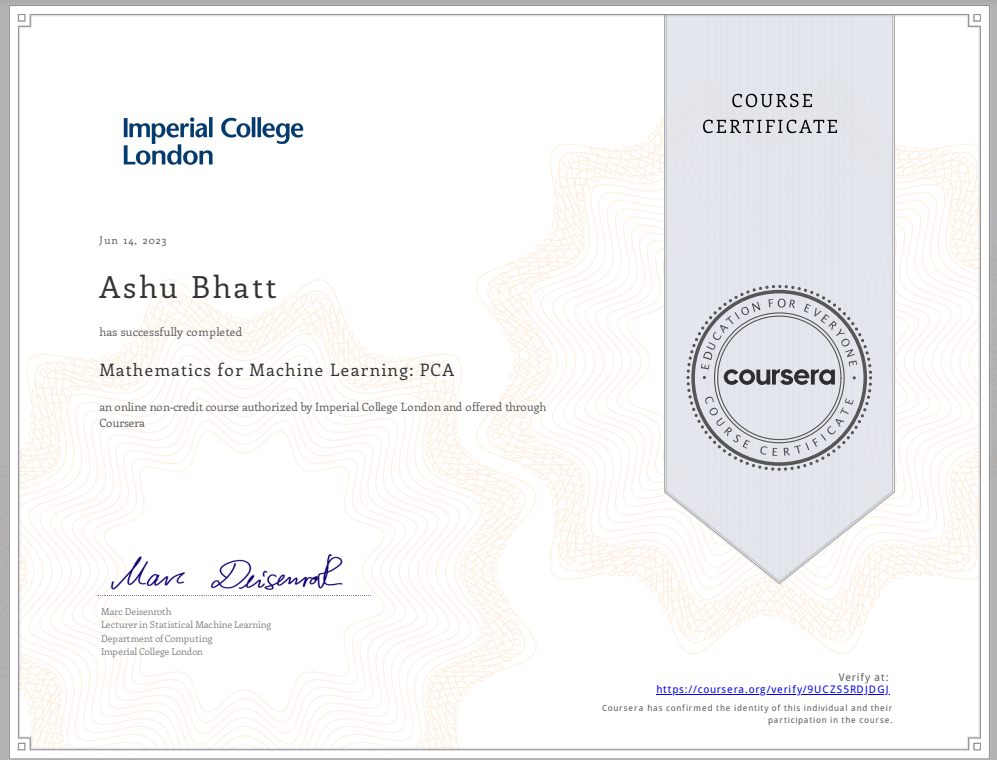 COURSE
CERTIFICATE
Imperial College
London
Jun 14, 2023
Ashu Bhatt
has successfully completed
Mathematics for Machine Learning: PCA
an online non-credit course authorized by Imperial College London and offered through
Coursera
EDUCATION FOR EVERYONE
coursera
COURSE CERTIFICATE
Marc Deisenroth
Marc Deisenroth
Lecturer in Statistical Machine Learning
Department of Computing
Imperial College London
Verify at:
https://coursera.org/verify/9UCZS5RDJDGJ
Coursera has confirmed the identity of this individual and their
participation in the course.